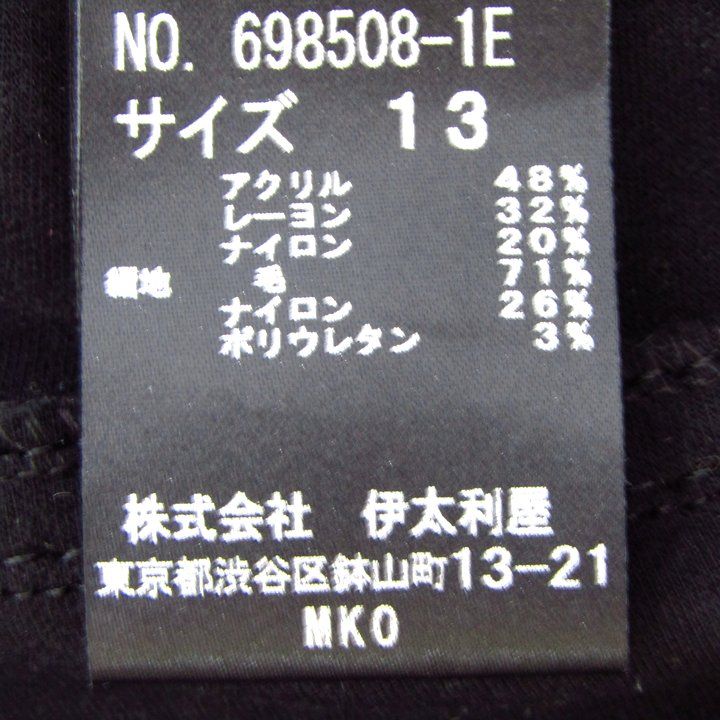 NO. 698508-1E
サイズ 13
アクリル 48%
レーヨン 32%
ナイロン 20%
別地 毛 71%
ナイロン 26%
ポリウレタン 3%
株式会社 伊太利屋
東京都渋谷区鉢山町13-21
MKO